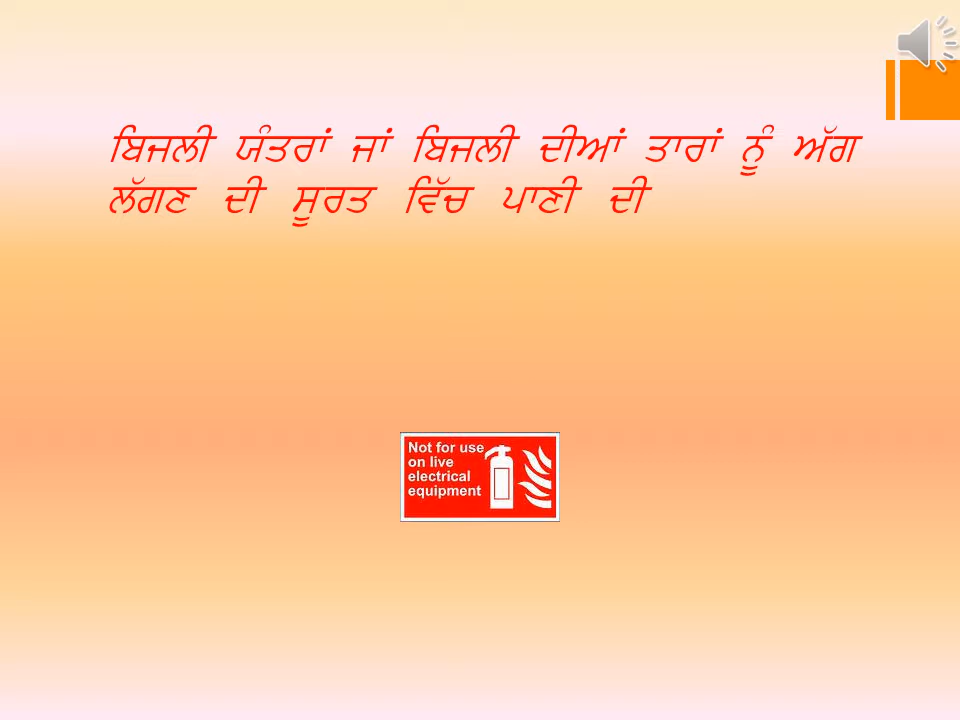 ਬਿਜਲੀ ਯੰਤਰਾਂ ਜਾਂ ਬਿਜਲੀ ਦੀਆਂ ਤਾਰਾਂ ਨੂੰ ਅੱਗ
ਲੱਗਣ ਦੀ ਸੂਰਤ ਵਿੱਚ ਪਾਣੀ ਦੀ
Not for use
on live
electrical
equipment